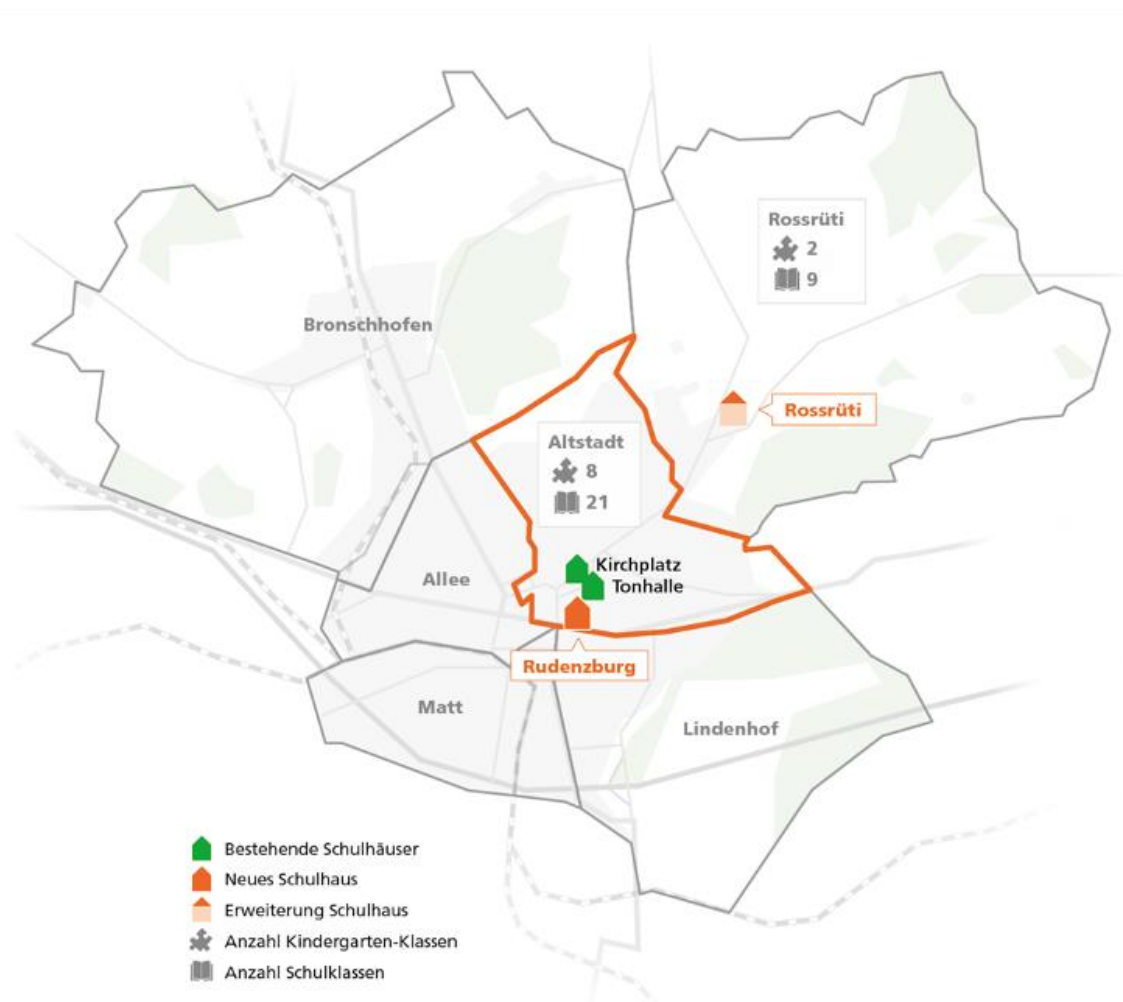 Rossrüti
2
9
Bronschhofen
Rossrüti
Altstadt
8
21
Kirchplatz
Tonhalle
Allee
Rudenzburg
Matt
Lindenhof
Bestehende Schulhäuser
Neues Schulhaus
Erweiterung Schulhaus
Anzahl Kindergarten-Klassen
Anzahl Schulklassen